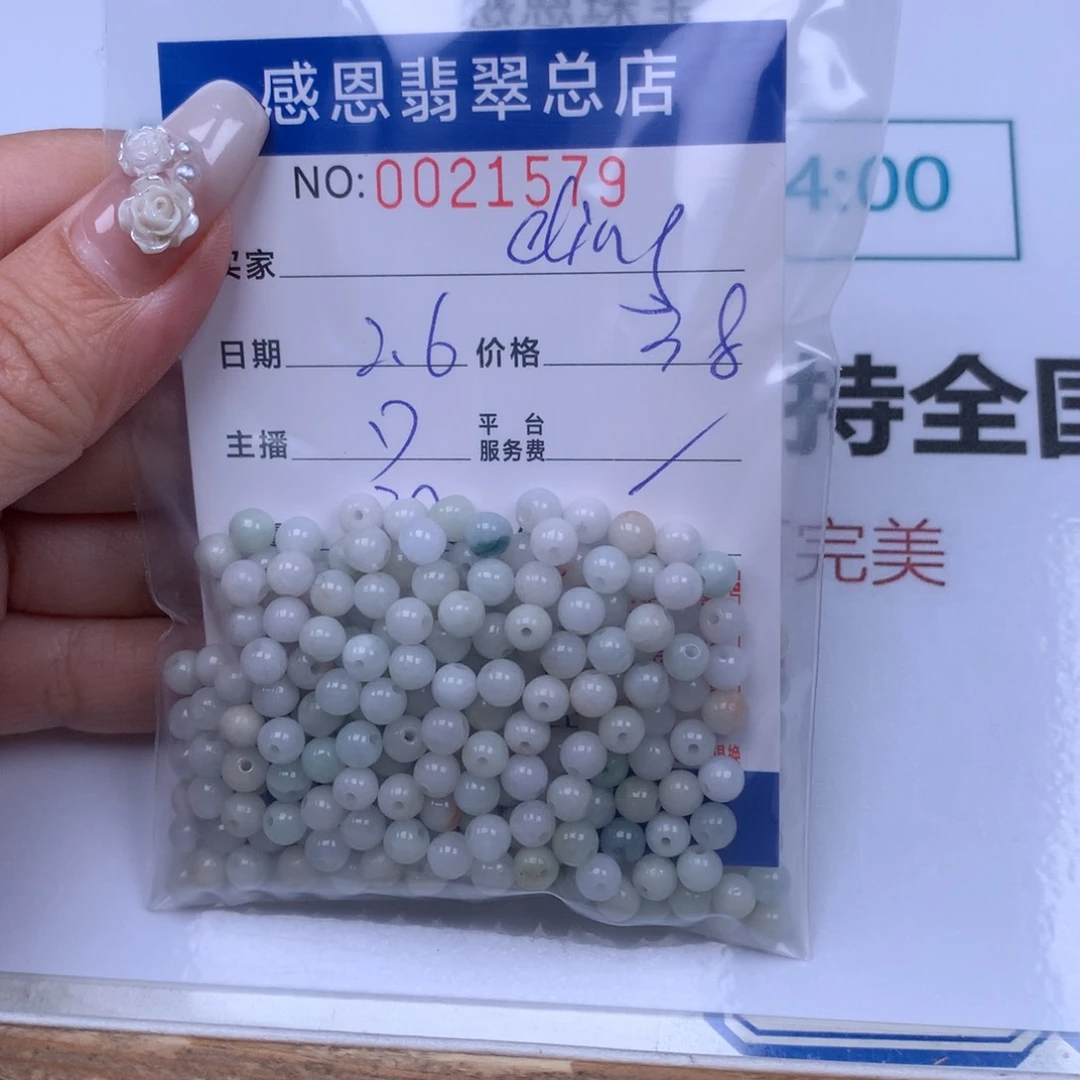 感恩翡翠总店
NO:0021579
买家
日期 2.6 价格 38
主播 平台服务费 /
4:00
持全国
完美